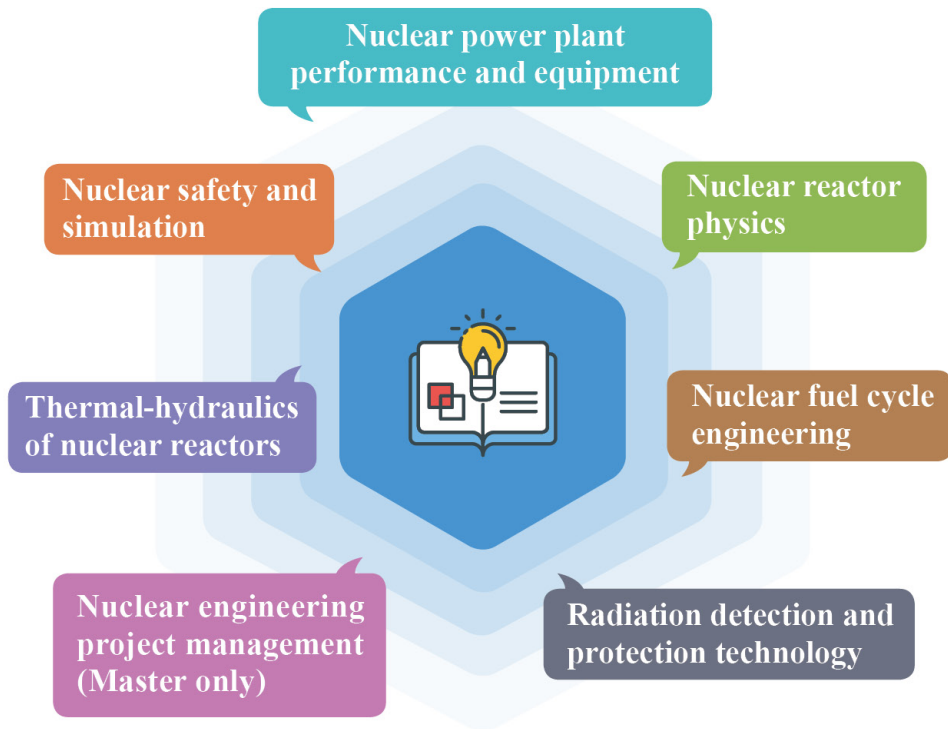 Nuclear power plant
performance and equipment
Nuclear safety and
simulation
Nuclear reactor
physics
Thermal-hydraulics
of nuclear reactors
Nuclear fuel cycle
engineering
Nuclear engineering
project management
(Master only)
Radiation detection and
protection technology